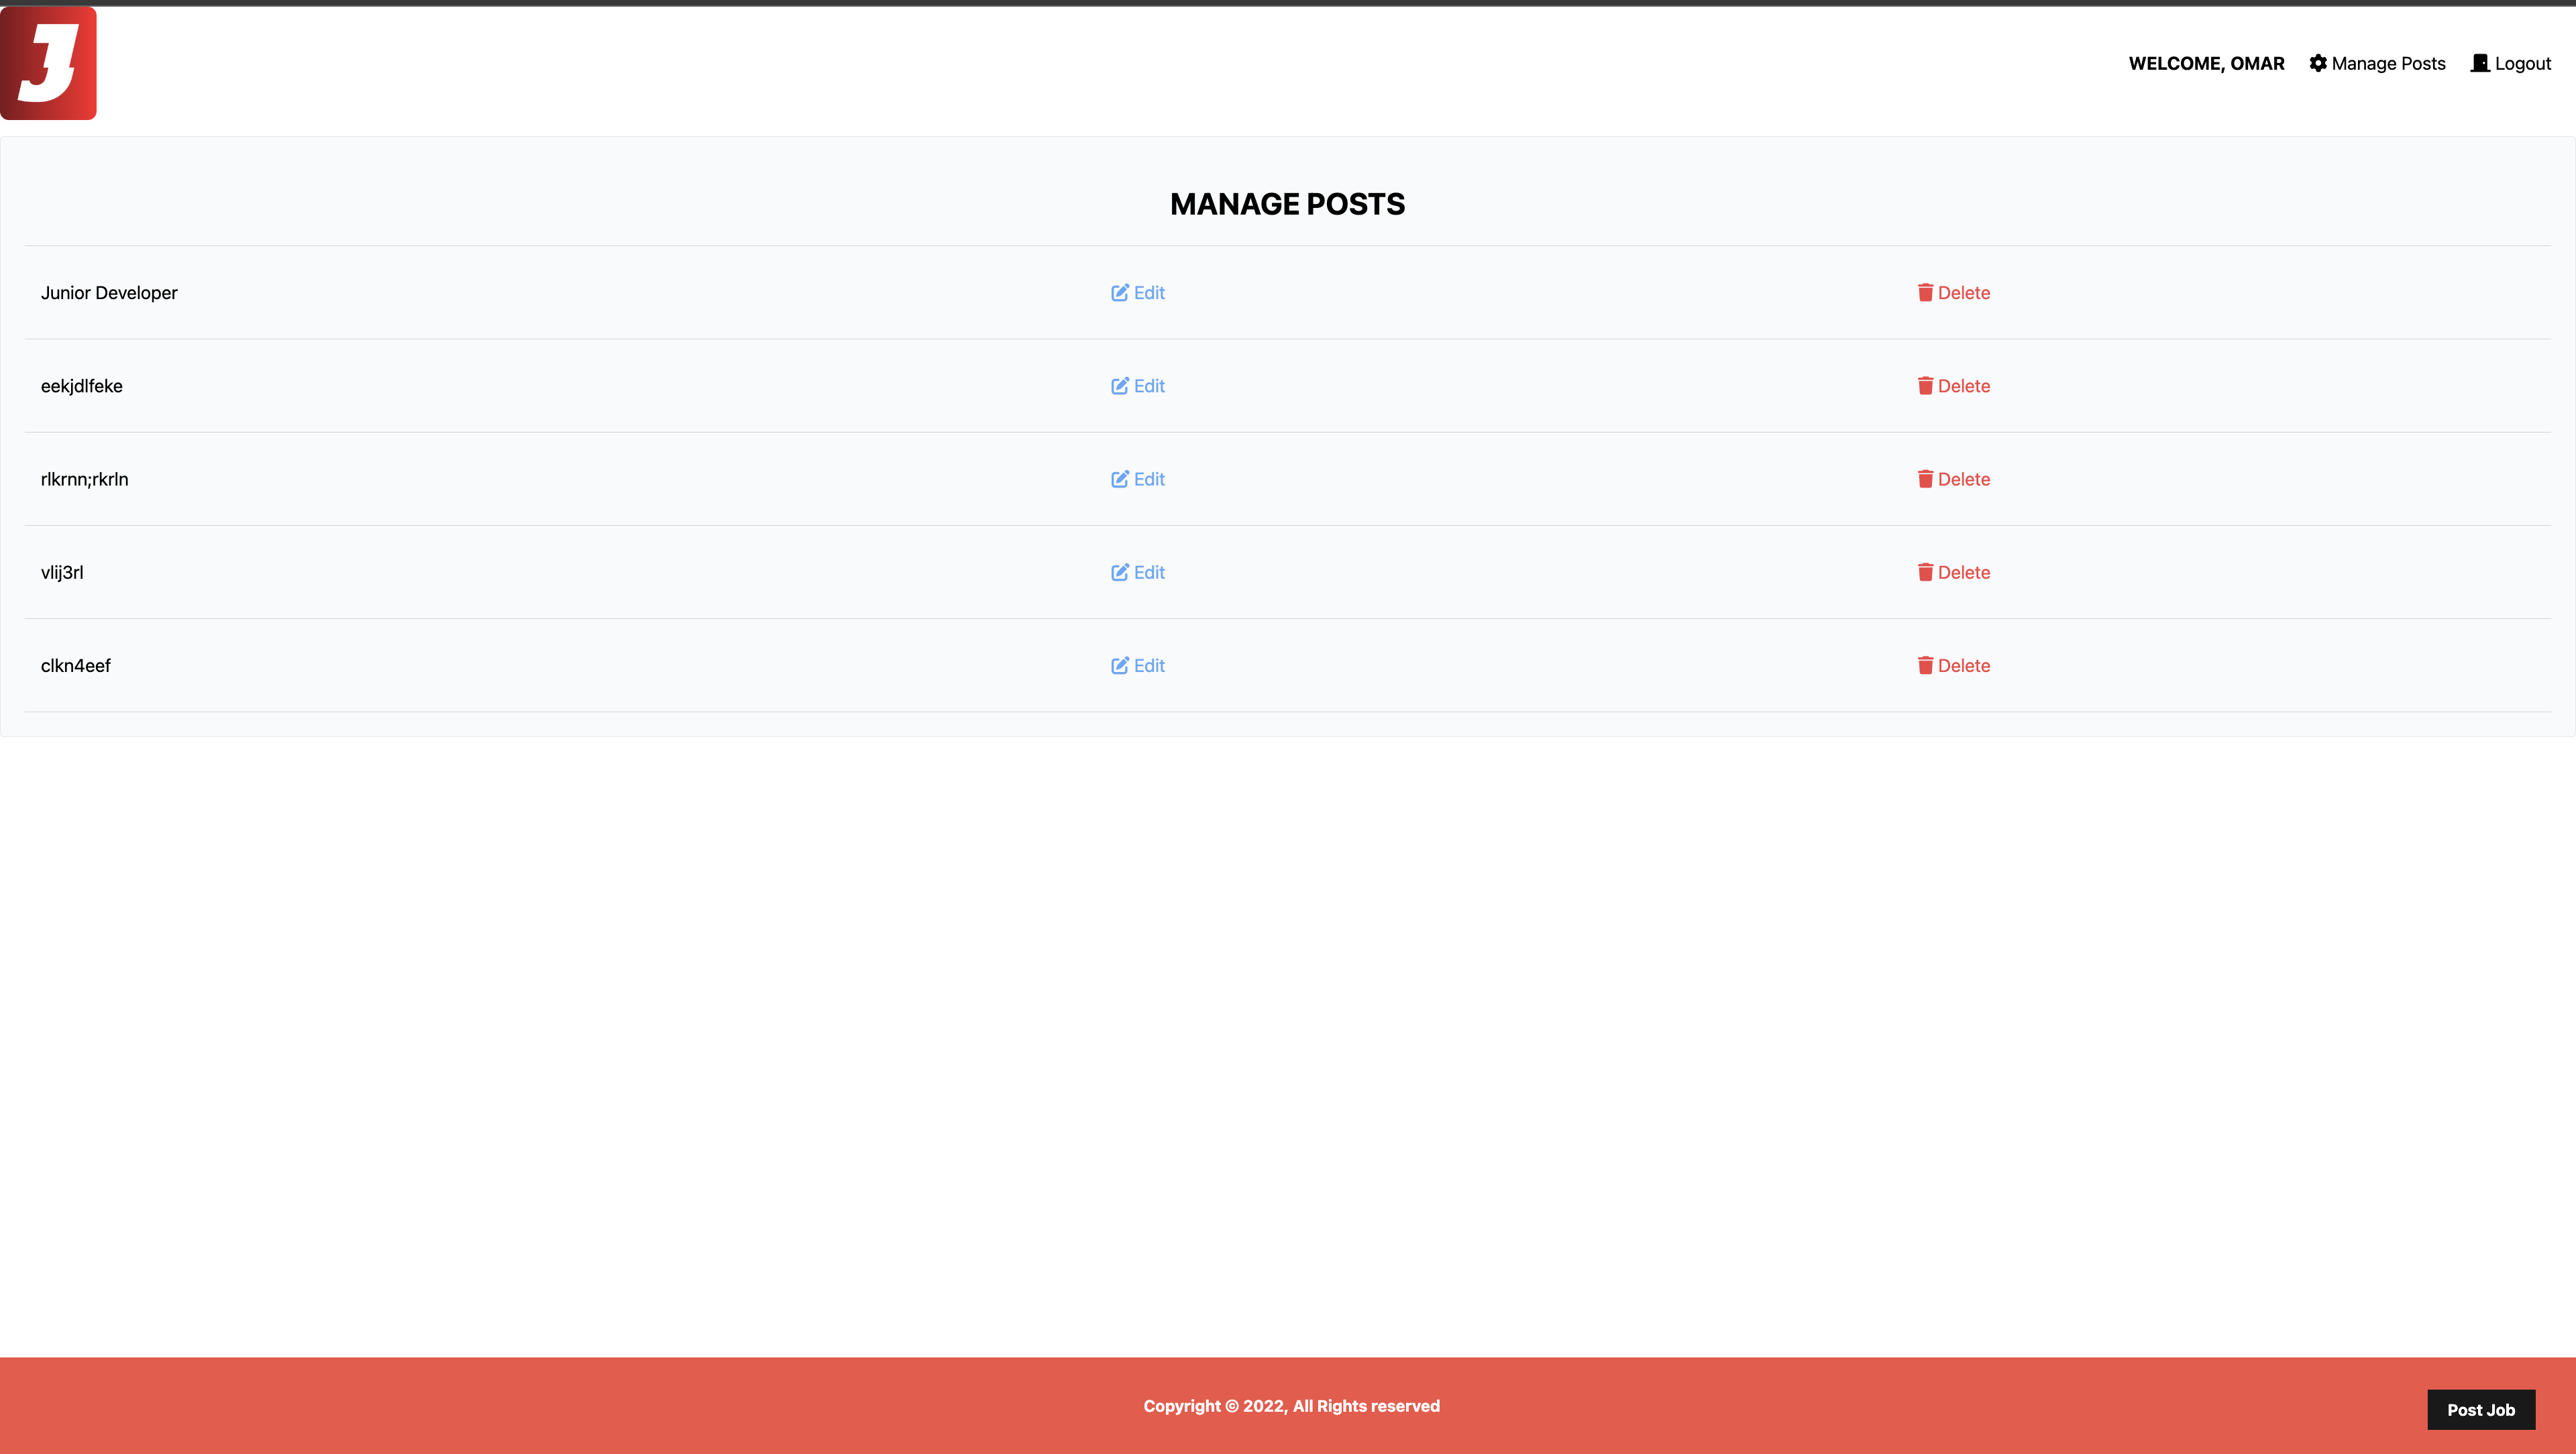 J
WELCOME, OMAR Manage Posts Logout
MANAGE POSTS
Junior Developer Edit Delete
eekjdlfeke Edit Delete
rlkrnn;rkrln Edit Delete
vlij3rl Edit Delete
clkn4eef Edit Delete
Copyright © 2022, All Rights reserved
Post Job